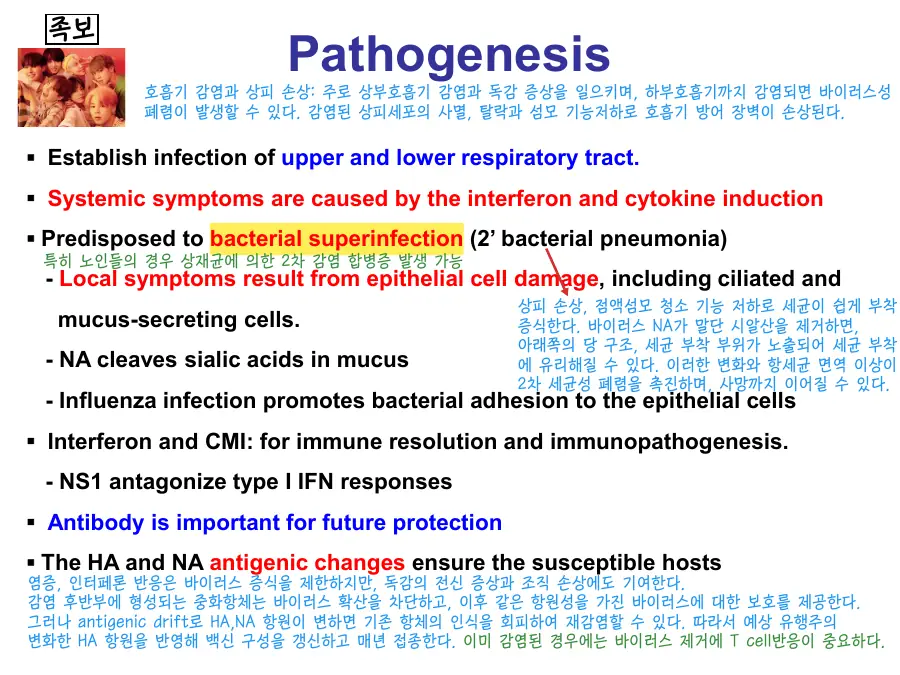 족보
Pathogenesis
호흡기 감염과 상피 손상: 주로 상부호흡기 감염과 독감 증상을 일으키며, 하부호흡기까지 감염되면 바이러스성
폐렴이 발생할 수 있다. 감염된 상피세포의 사멸, 탈락과 섬모 기능저하로 호흡기 방어 장벽이 손상된다.
▪ Establish infection of upper and lower respiratory tract.
▪ Systemic symptoms are caused by the interferon and cytokine induction
▪ Predisposed to bacterial superinfection (2’ bacterial pneumonia)
특히 노인들의 경우 상재균에 의한 2차 감염 합병증 발생 가능
- Local symptoms result from epithelial cell damage, including ciliated and
mucus-secreting cells.
상피 손상, 점액섬모 청소 기능 저하로 세균이 쉽게 부착
증식한다. 바이러스 NA가 말단 시알산을 제거하면,
아래쪽의 당 구조, 세균 부착 부위가 노출되어 세균 부착
에 유리해질 수 있다. 이러한 변화와 항세균 면역 이상이
2차 세균성 폐렴을 촉진하며, 사망까지 이어질 수 있다.
- NA cleaves sialic acids in mucus
- Influenza infection promotes bacterial adhesion to the epithelial cells
▪ Interferon and CMI: for immune resolution and immunopathogenesis.
- NS1 antagonize type I IFN responses
▪ Antibody is important for future protection
▪ The HA and NA antigenic changes ensure the susceptible hosts
염증, 인터페론 반응은 바이러스 증식을 제한하지만, 독감의 전신 증상과 조직 손상에도 기여한다.
감염 후반부에 형성되는 중화항체는 바이러스 확산을 차단하고, 이후 같은 항원성을 가진 바이러스에 대한 보호를 제공한다.
그러나 antigenic drift로 HA,NA 항원이 변하면 기존 항체의 인식을 회피하여 재감염할 수 있다. 따라서 예상 유행주의
변화한 HA 항원을 반영해 백신 구성을 갱신하고 매년 접종한다. 이미 감염된 경우에는 바이러스 제거에 T cell반응이 중요하다.